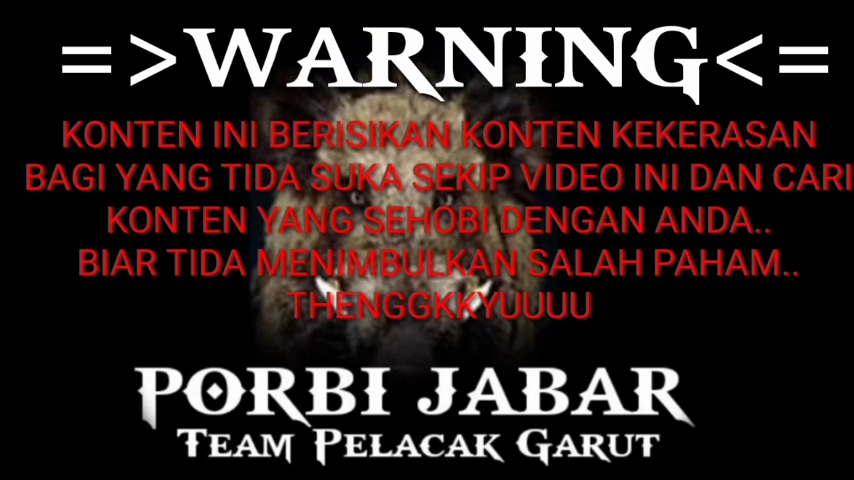 =>WARNING<=
KONTEN INI BERISIKAN KONTEN KEKERASAN
BAGI YANG TIDA SUKA SEKIP VIDEO INI DAN CARI
KONTEN YANG SEHOBI DENGAN ANDA..
BIAR TIDA MENIMBULKAN SALAH PAHAM..
THENGGKKYUUUU
PORBI JABAR
TEAM PELACAK GARUT